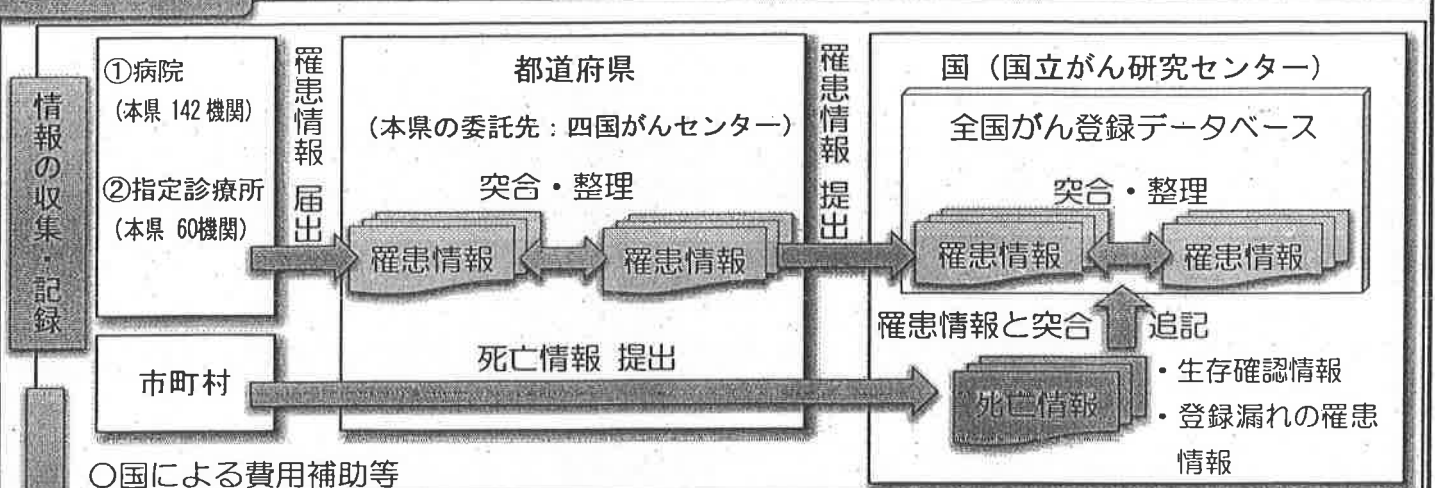 情報の収集・記録
①病院
(本県 142 機関)
②指定診療所
(本県 60機関)
市町村
罹患情報 届出
都道府県
(本県の委託先:四国がんセンター)
突合・整理
罹患情報
罹患情報
死亡情報 提出
罹患情報 提出
国(国立がん研究センター)
全国がん登録データベース
突合・整理
罹患情報
罹患情報
罹患情報と突合
追記
死亡情報
・生存確認情報
・登録漏れの罹患
情報
○国による費用補助等